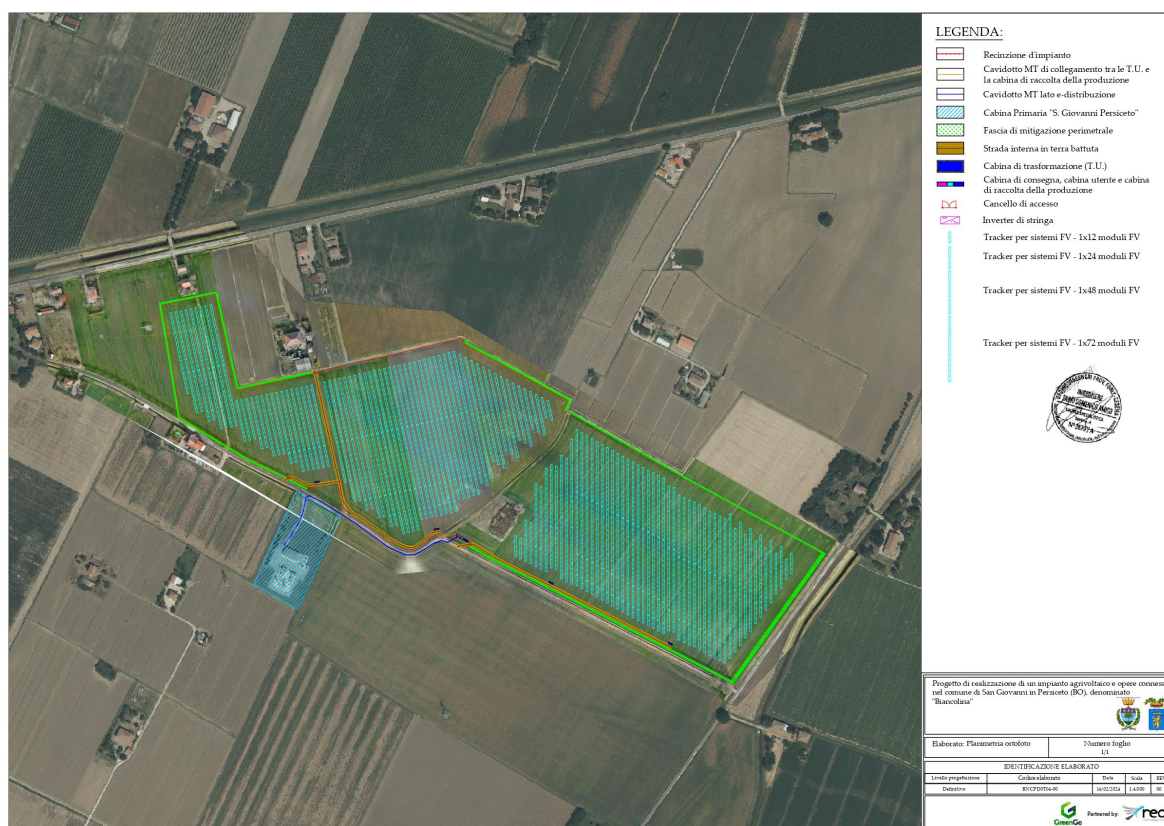 LEGENDA:
Recinzione d'impianto
Cavidotto MT di collegamento tra le T.U. e
la cabina di raccolta della produzione
Cavidotto MT lato e-distribuzione
Cabina Primaria "S. Giovanni Persiceto"
Fascia di mitigazione perimetrale
Strada interna in terra battuta
Cabina di trasformazione (T.U.)
Cabina di consegna, cabina utente e cabina
di raccolta della produzione
Cancello di accesso
Inverter di stringa
Tracker per sistemi FV - 1x12 moduli FV
Tracker per sistemi FV - 1x24 moduli FV
Tracker per sistemi FV - 1x48 moduli FV
Tracker per sistemi FV - 1x72 moduli FV
Progetto di realizzazione di un impianto agrivoltaico e opere connesse
nel comune di San Giovanni in Persiceto (BO), denominato
"Biancolina"
Elaborato: Planimetria ortofoto
Numero foglio
1/1
IDENTIFICAZIONE ELABORATO
Livello progettazione Codice elaborato Data Scala
Definitivo 16/02/2024 1:4000 00
GreenGo
Partnered by: